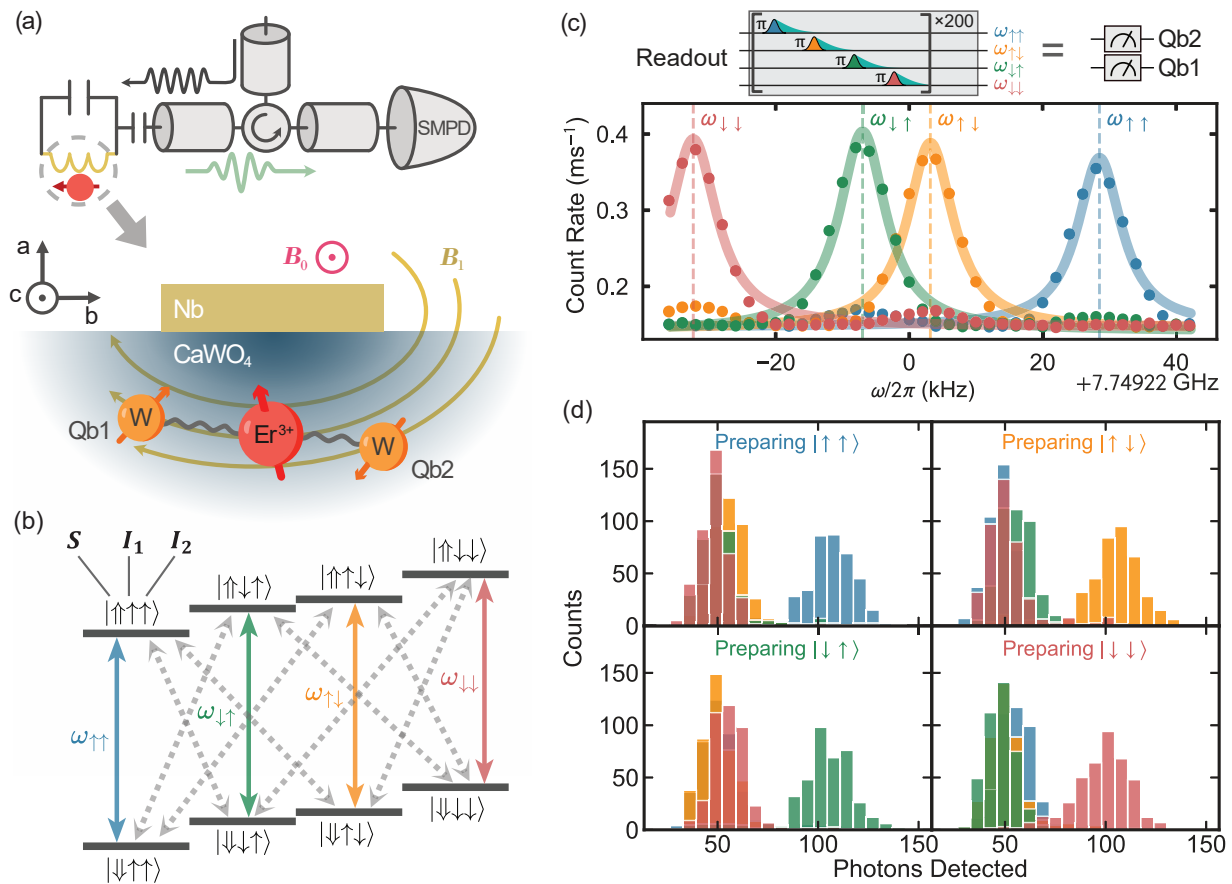 (a)
SMPD
a
c
b
B₀
B₁
Nb
CaWO₄
W
Er³⁺
W
Qb1
Qb2
(b)
S I₁ I₂
|⇑↑↑⟩
|⇑↓↑⟩
|⇑↑↓⟩
|⇑↓↓⟩
ω↑↑
ω↓↑
ω↑↓
ω↓↓
|⇓↑↑⟩
|⇓↓↑⟩
|⇓↑↓⟩
|⇓↓↓⟩
(c)
Readout
π
π
π
π
×200
ω↑↑
ω↑↓
ω↓↑
ω↓↓
=
Qb2
Qb1
ω↓↓ ω↓↑ ω↑↓ ω↑↑
Count Rate (ms⁻¹)
0.4
0.3
0.2
−20 0 20 40
ω/2π (kHz)
+7.74922 GHz
(d)
Preparing |↑↑⟩
Preparing |↑↓⟩
Preparing |↓↑⟩
Preparing |↓↓⟩
Counts
150
100
50
0
150
100
50
0
50 100 150
50 100 150
Photons Detected